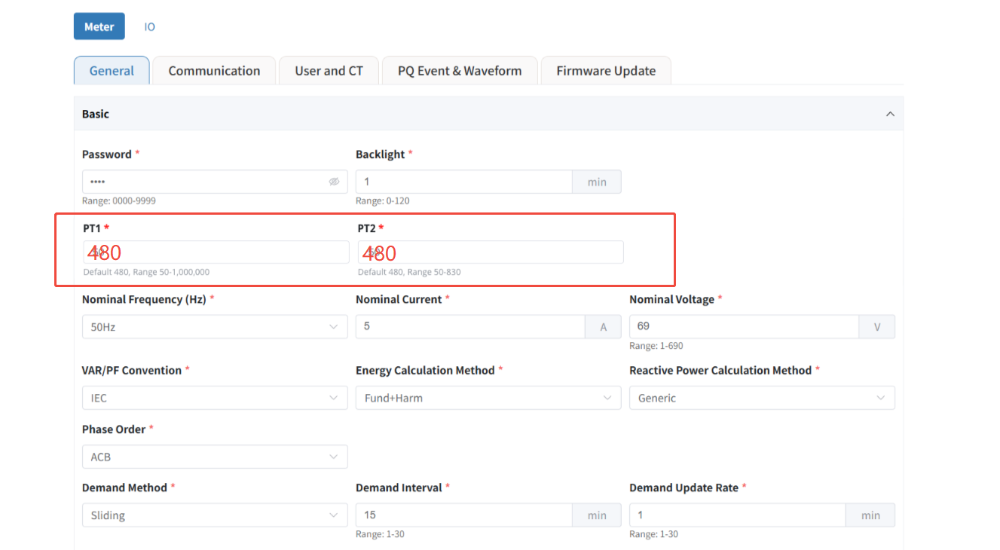 Meter IO
General Communication User and CT PQ Event & Waveform Firmware Update
Basic
Password * Backlight *
•••• 1 min
Range: 0000-9999 Range: 0-120
PT1 * PT2 *
480 480
Default 480, Range 50-1,000,000 Default 480, Range 50-830
Nominal Frequency (Hz) * Nominal Current * Nominal Voltage *
50Hz 5 A 69 V
Range: 1-690
VAR/PF Convention * Energy Calculation Method * Reactive Power Calculation Method *
IEC Fund+Harm Generic
Phase Order *
ACB
Demand Method * Demand Interval * Demand Update Rate *
Sliding 15 min 1 min
Range: 1-30 Range: 1-30